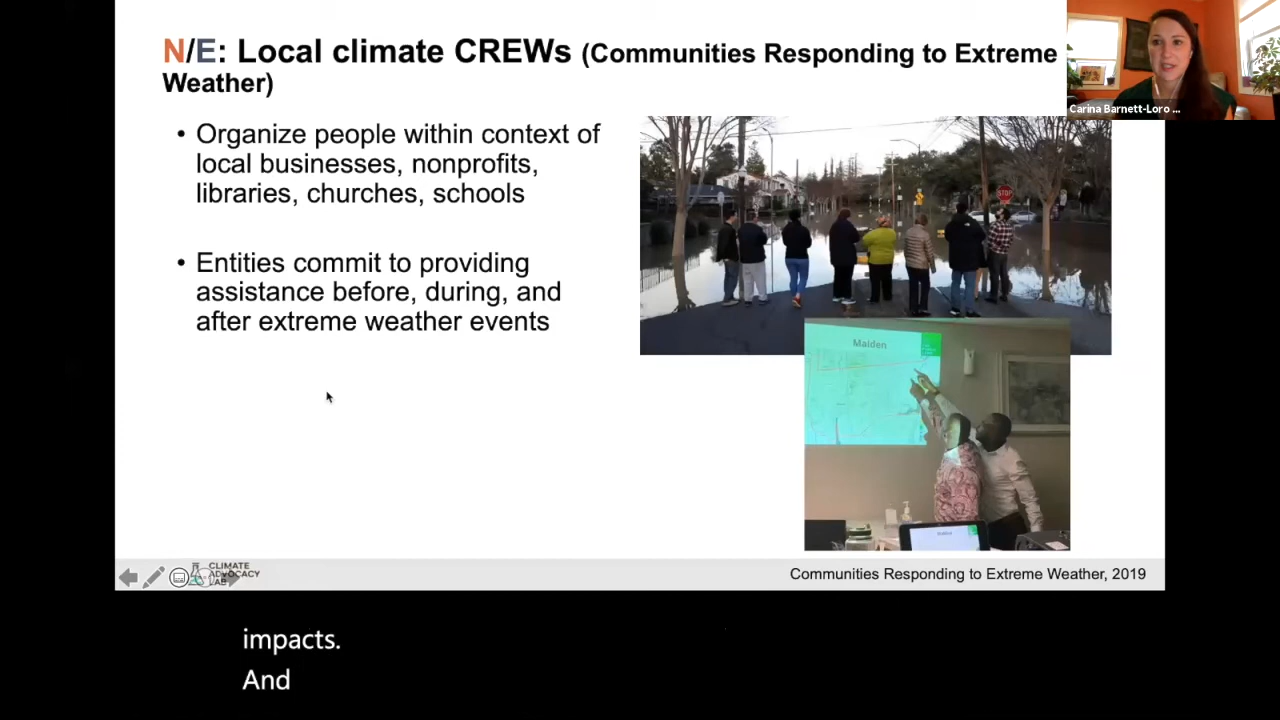 N/E: Local climate CREWs (Communities Responding to Extreme
Weather)
Carina Barnett-Loro ...
• Organize people within context of
local businesses, nonprofits,
libraries, churches, schools
• Entities commit to providing
assistance before, during, and
after extreme weather events
STOP
Malden
CLIMATE
ADVOCACY
LAB
Communities Responding to Extreme Weather, 2019
impacts.
And